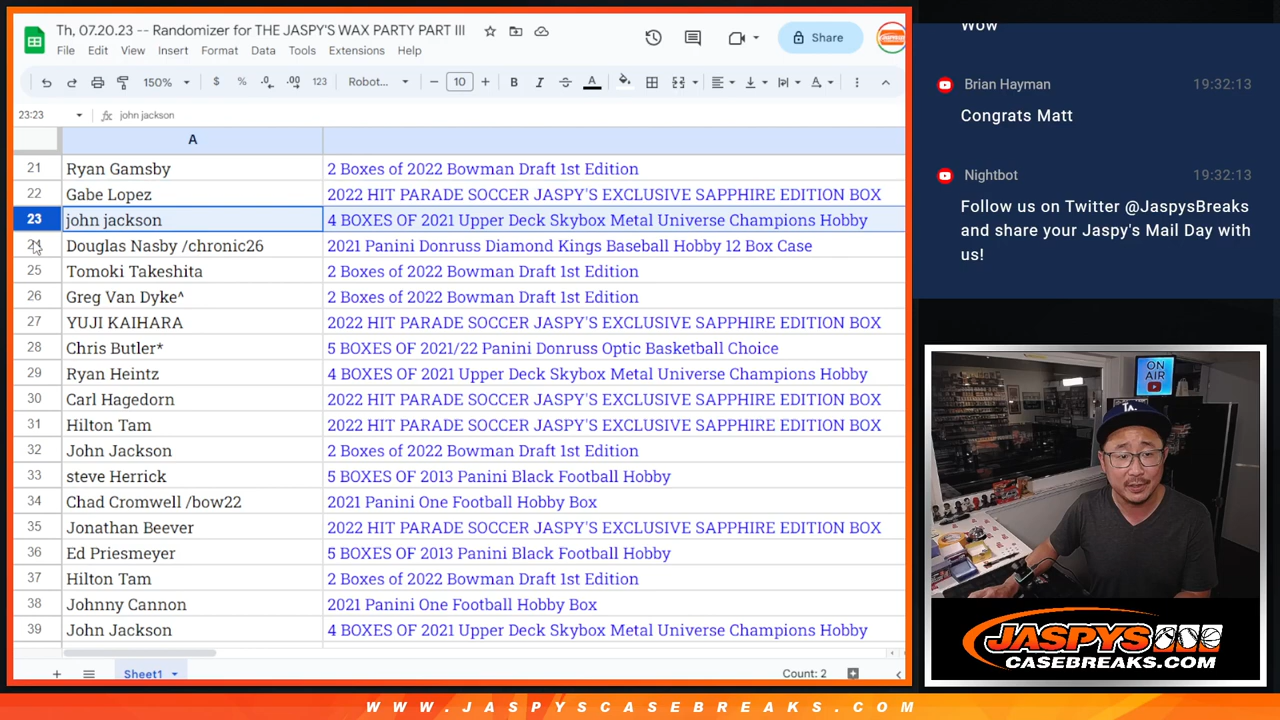 Th, 07.20.23 -- Randomizer for THE JASPY'S WAX PARTY PART III
File Edit View Insert Format Data Tools Extensions Help
Share
150% $ % .0 .00 123 Robot... − 10 + B I S A
23:23 fx john jackson
A
21 Ryan Gamsby 2 Boxes of 2022 Bowman Draft 1st Edition
22 Gabe Lopez 2022 HIT PARADE SOCCER JASPY'S EXCLUSIVE SAPPHIRE EDITION BOX
23 john jackson 4 BOXES OF 2021 Upper Deck Skybox Metal Universe Champions Hobby
24 Douglas Nasby /chronic26 2021 Panini Donruss Diamond Kings Baseball Hobby 12 Box Case
25 Tomoki Takeshita 2 Boxes of 2022 Bowman Draft 1st Edition
26 Greg Van Dyke^ 2 Boxes of 2022 Bowman Draft 1st Edition
27 YUJI KAIHARA 2022 HIT PARADE SOCCER JASPY'S EXCLUSIVE SAPPHIRE EDITION BOX
28 Chris Butler* 5 BOXES OF 2021/22 Panini Donruss Optic Basketball Choice
29 Ryan Heintz 4 BOXES OF 2021 Upper Deck Skybox Metal Universe Champions Hobby
30 Carl Hagedorn 2022 HIT PARADE SOCCER JASPY'S EXCLUSIVE SAPPHIRE EDITION BOX
31 Hilton Tam 2022 HIT PARADE SOCCER JASPY'S EXCLUSIVE SAPPHIRE EDITION BOX
32 John Jackson 2 Boxes of 2022 Bowman Draft 1st Edition
33 steve Herrick 5 BOXES OF 2013 Panini Black Football Hobby
34 Chad Cromwell /bow22 2021 Panini One Football Hobby Box
35 Jonathan Beever 2022 HIT PARADE SOCCER JASPY'S EXCLUSIVE SAPPHIRE EDITION BOX
36 Ed Priesmeyer 5 BOXES OF 2013 Panini Black Football Hobby
37 Hilton Tam 2 Boxes of 2022 Bowman Draft 1st Edition
38 Johnny Cannon 2021 Panini One Football Hobby Box
39 John Jackson 4 BOXES OF 2021 Upper Deck Skybox Metal Universe Champions Hobby
Sheet1 Count: 2
Wow
Brian Hayman 19:32:13
Congrats Matt
Nightbot 19:32:13
Follow us on Twitter @JaspysBreaks
and share your Jaspy's Mail Day with
us!
ON
AIR
LA
JASPYS
CASEBREAKS.COM
WWW.JASPYSCASEBREAKS.COM